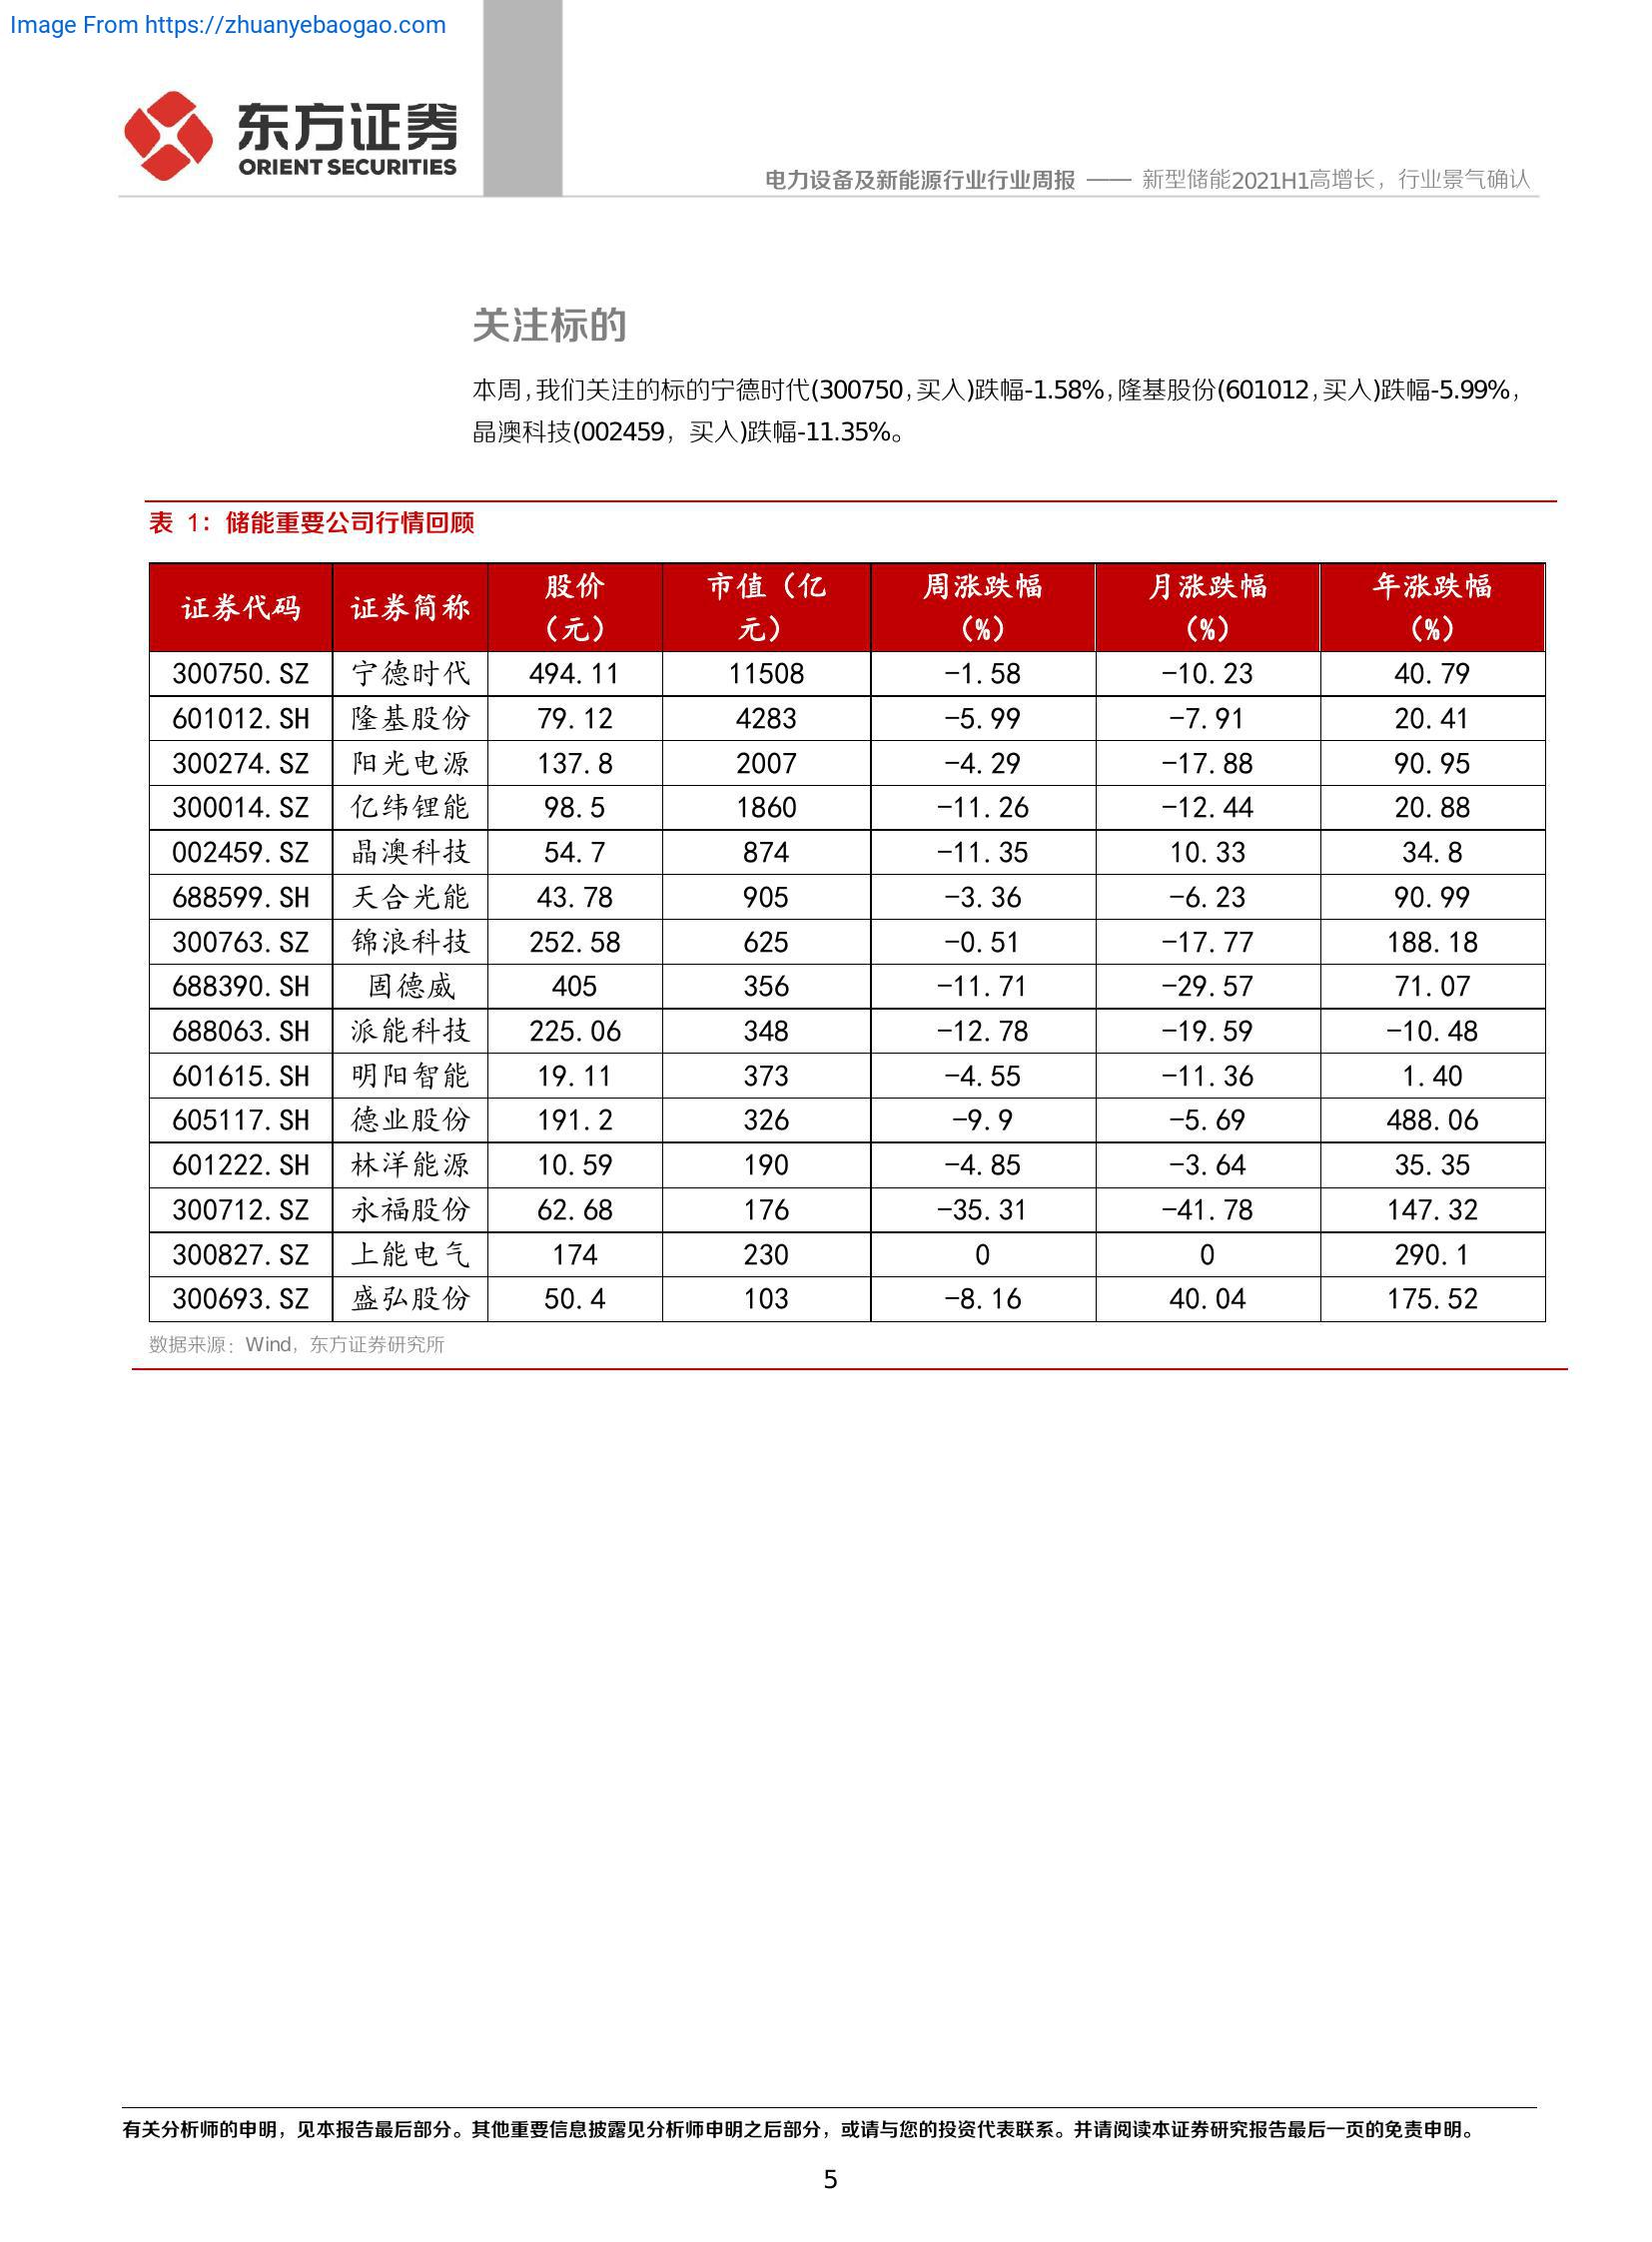 Image From https://zhuanyebaogao.com
东方证券
ORIENT SECURITIES
电力设备及新能源行业行业周报 —— 新型储能2021H1高增长，行业景气确认
关注标的
本周，我们关注的标的宁德时代(300750，买入)跌幅-1.58%，隆基股份(601012，买入)跌幅-5.99%，
晶澳科技(002459，买入)跌幅-11.35%。
表 1：储能重要公司行情回顾
证券代码 证券简称 股价（元） 市值（亿元） 周涨跌幅（%） 月涨跌幅（%） 年涨跌幅（%）
300750.SZ 宁德时代 494.11 11508 -1.58 -10.23 40.79
601012.SH 隆基股份 79.12 4283 -5.99 -7.91 20.41
300274.SZ 阳光电源 137.8 2007 -4.29 -17.88 90.95
300014.SZ 亿纬锂能 98.5 1860 -11.26 -12.44 20.88
002459.SZ 晶澳科技 54.7 874 -11.35 10.33 34.8
688599.SH 天合光能 43.78 905 -3.36 -6.23 90.99
300763.SZ 锦浪科技 252.58 625 -0.51 -17.77 188.18
688390.SH 固德威 405 356 -11.71 -29.57 71.07
688063.SH 派能科技 225.06 348 -12.78 -19.59 -10.48
601615.SH 明阳智能 19.11 373 -4.55 -11.36 1.40
605117.SH 德业股份 191.2 326 -9.9 -5.69 488.06
601222.SH 林洋能源 10.59 190 -4.85 -3.64 35.35
300712.SZ 永福股份 62.68 176 -35.31 -41.78 147.32
300827.SZ 上能电气 174 230 0 0 290.1
300693.SZ 盛弘股份 50.4 103 -8.16 40.04 175.52
数据来源：Wind，东方证券研究所
有关分析师的申明，见本报告最后部分。其他重要信息披露见分析师申明之后部分，或请与您的投资代表联系。并请阅读本证券研究报告最后一页的免责申明。
5